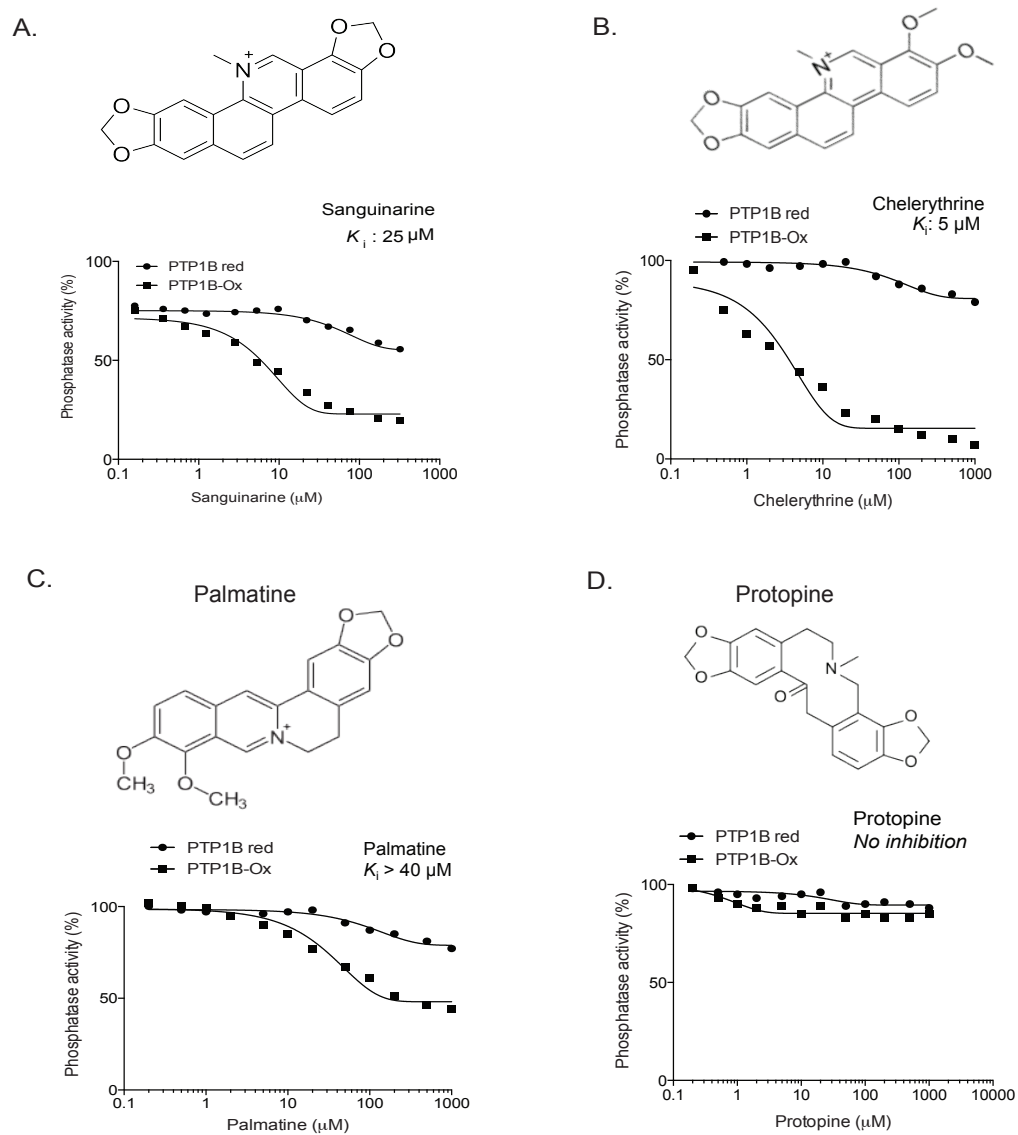 A.
O
O
CH3
N
+
O
O
Sanguinarine
K i : 25 µM
PTP1B red
PTP1B-Ox
100
50
0
Phosphatase activity (%)
0.1 1 10 100 1000
Sanguinarine (µM)
B.
O
O
N
+
O
O
Chelerythrine
Ki: 5 µM
PTP1B red
PTP1B-Ox
100
50
0
Phosphatase activity (%)
0.1 1 10 100 1000
Chelerythrine (µM)
C.
Palmatine
O
O
N
+
O
CH3
O
CH3
Palmatine
Ki > 40 µM
PTP1B red
PTP1B-Ox
100
50
0
Phosphatase activity (%)
0.1 1 10 100 1000
Palmatine (µM)
D.
Protopine
O
O
N
O
O
O
Protopine
No inhibition
PTP1B red
PTP1B-Ox
100
50
0
Phosphatase activity (%)
0.1 1 10 100 1000 10000
Protopine (µM)